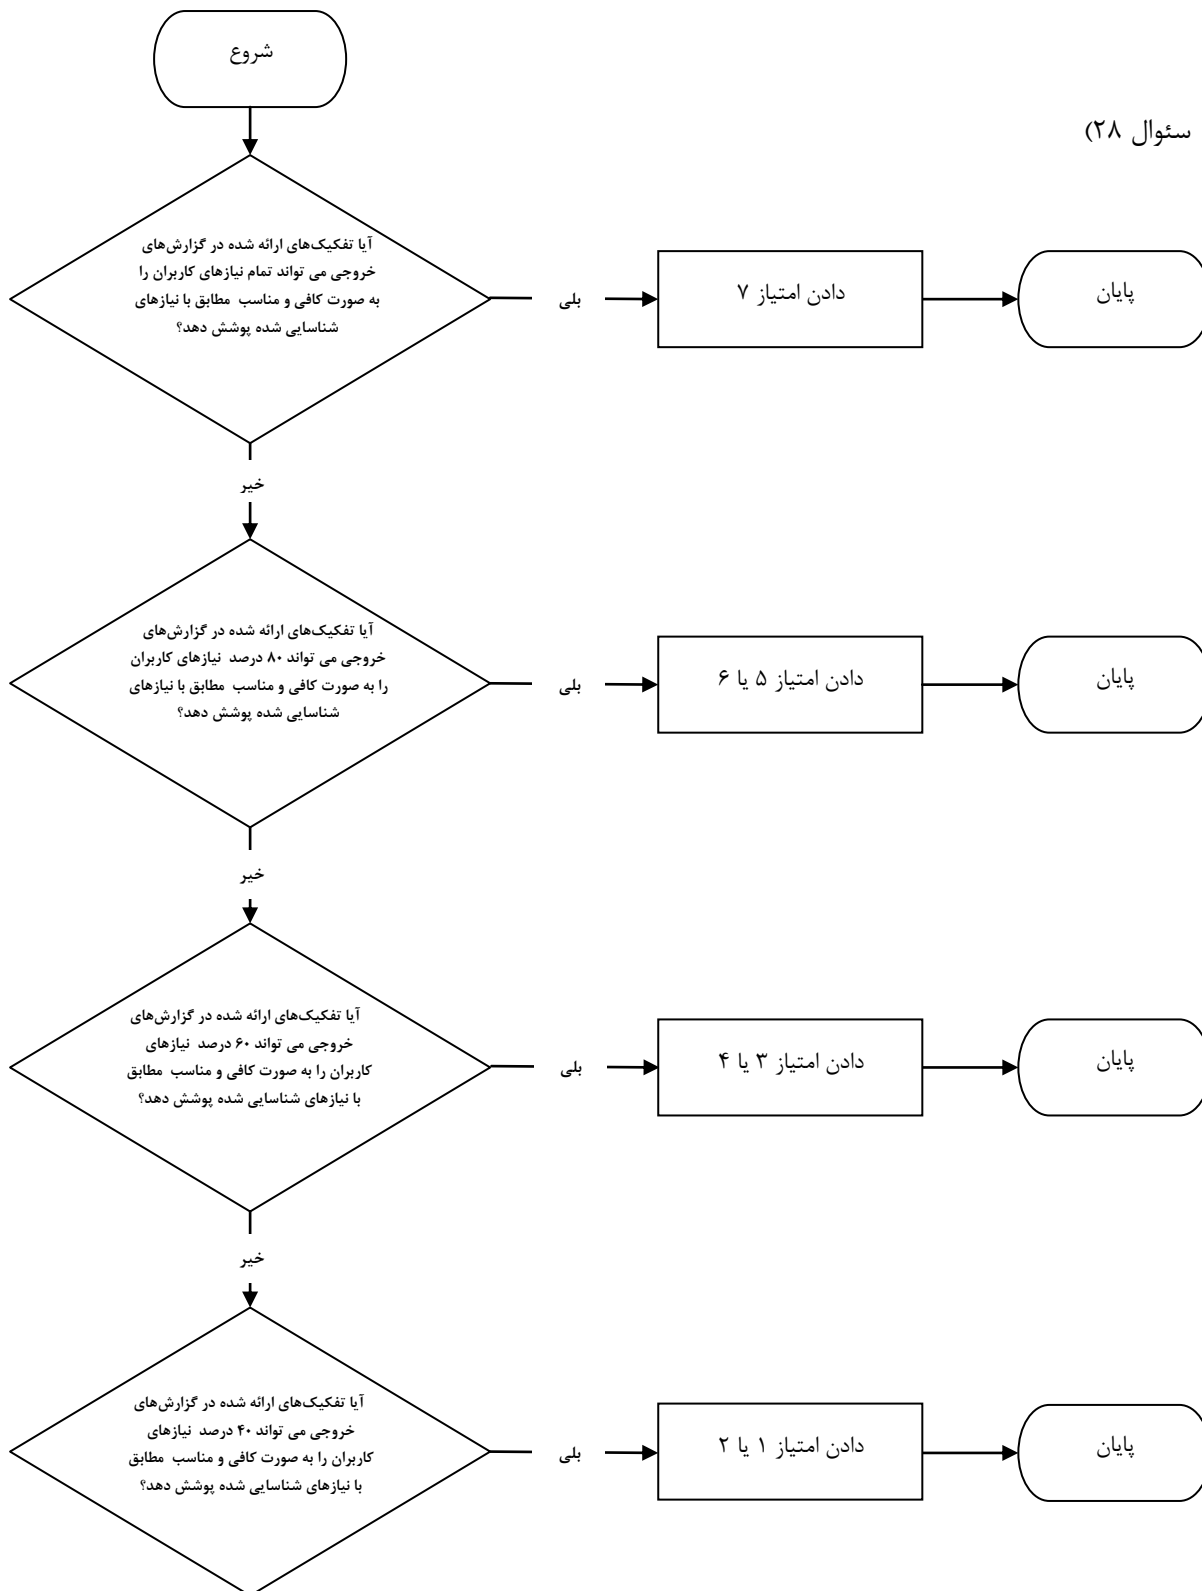 شروع
سئوال ۲۸)
آیا تفکیک‌های ارائه شده در گزارش‌های
خروجی می تواند تمام نیازهای کاربران را
به صورت کافی و مناسب مطابق با نیازهای
شناسایی شده پوشش دهد؟
بلی
دادن امتیاز ۷
پایان
خیر
آیا تفکیک‌های ارائه شده در گزارش‌های
خروجی می تواند ۸۰ درصد نیازهای کاربران
را به صورت کافی و مناسب مطابق با نیازهای
شناسایی شده پوشش دهد؟
بلی
دادن امتیاز ۵ یا ۶
پایان
خیر
آیا تفکیک‌های ارائه شده در گزارش‌های
خروجی می تواند ۶۰ درصد نیازهای
کاربران را به صورت کافی و مناسب مطابق
با نیازهای شناسایی شده پوشش دهد؟
بلی
دادن امتیاز ۳ یا ۴
پایان
خیر
آیا تفکیک‌های ارائه شده در گزارش‌های
خروجی می تواند ۴۰ درصد نیازهای
کاربران را به صورت کافی و مناسب مطابق
با نیازهای شناسایی شده پوشش دهد؟
بلی
دادن امتیاز ۱ یا ۲
پایان